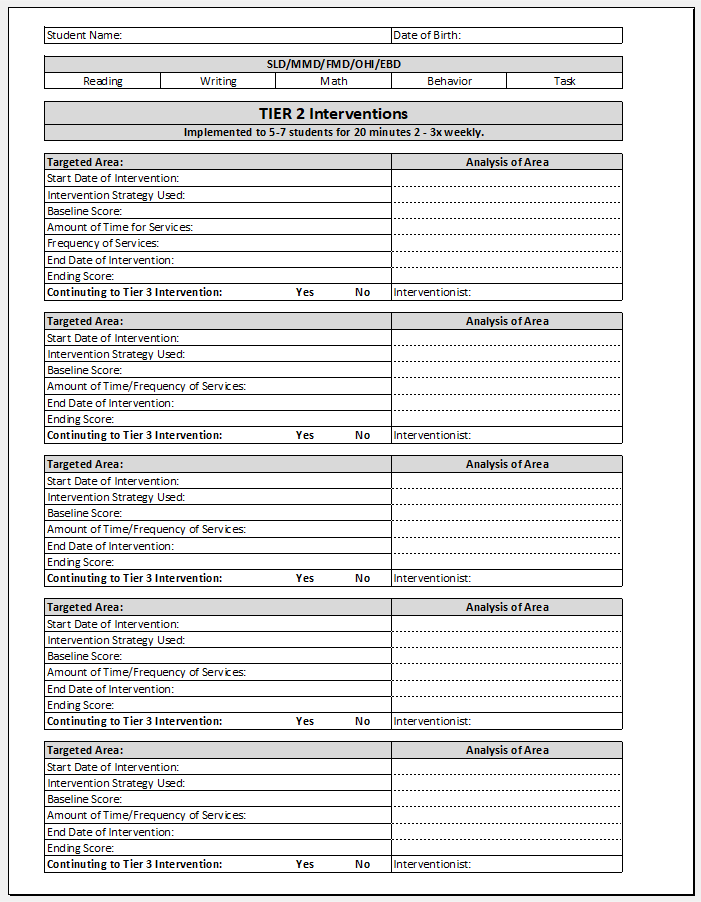 Student Name: Date of Birth:
SLD/MMD/FMD/OHI/EBD
Reading Writing Math Behavior Task
TIER 2 Interventions
Implemented to 5-7 students for 20 minutes 2 - 3x weekly.
Targeted Area: Analysis of Area
Start Date of Intervention:
Intervention Strategy Used:
Baseline Score:
Amount of Time for Services:
Frequency of Services:
End Date of Intervention:
Ending Score:
Continuing to Tier 3 Intervention: Yes No Interventionist:
Targeted Area: Analysis of Area
Start Date of Intervention:
Intervention Strategy Used:
Baseline Score:
Amount of Time/Frequency of Services:
End Date of Intervention:
Ending Score:
Continuing to Tier 3 Intervention: Yes No Interventionist:
Targeted Area: Analysis of Area
Start Date of Intervention:
Intervention Strategy Used:
Baseline Score:
Amount of Time/Frequency of Services:
End Date of Intervention:
Ending Score:
Continuing to Tier 3 Intervention: Yes No Interventionist:
Targeted Area: Analysis of Area
Start Date of Intervention:
Intervention Strategy Used:
Baseline Score:
Amount of Time/Frequency of Services:
End Date of Intervention:
Ending Score:
Continuing to Tier 3 Intervention: Yes No Interventionist:
Targeted Area: Analysis of Area
Start Date of Intervention:
Intervention Strategy Used:
Baseline Score:
Amount of Time/Frequency of Services:
End Date of Intervention:
Ending Score:
Continuing to Tier 3 Intervention: Yes No Interventionist: